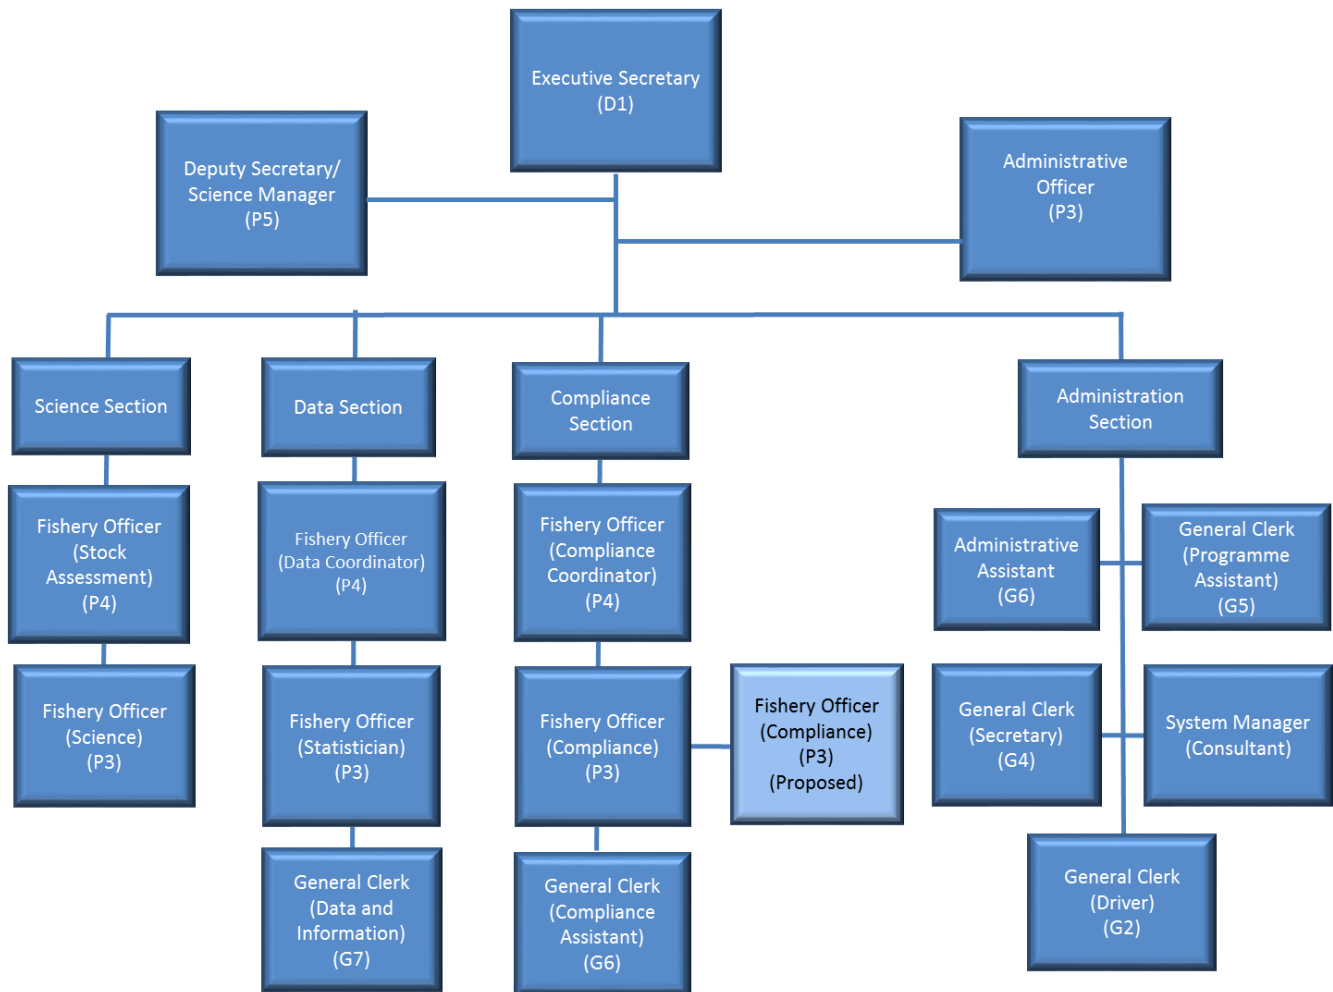 Executive Secretary
(D1)
Deputy Secretary/
Science Manager
(P5)
Administrative
Officer
(P3)
Science Section
Data Section
Compliance
Section
Administration
Section
Fishery Officer
(Stock
Assessment)
(P4)
Fishery Officer
(Data Coordinator)
(P4)
Fishery Officer
(Compliance
Coordinator)
(P4)
Administrative
Assistant
(G6)
General Clerk
(Programme
Assistant)
(G5)
Fishery Officer
(Science)
(P3)
Fishery Officer
(Statistician)
(P3)
Fishery Officer
(Compliance)
(P3)
Fishery Officer
(Compliance)
(P3)
(Proposed)
General Clerk
(Secretary)
(G4)
System Manager
(Consultant)
General Clerk
(Data and
Information)
(G7)
General Clerk
(Compliance
Assistant)
(G6)
General Clerk
(Driver)
(G2)